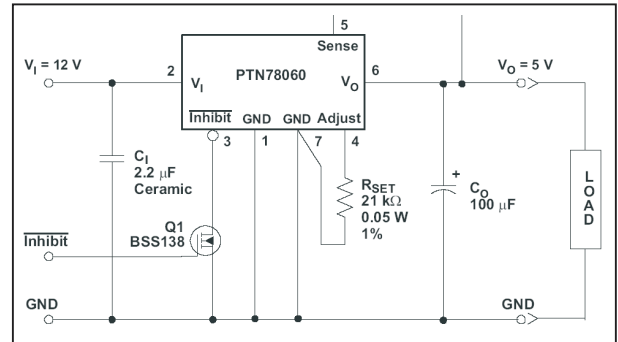 5
Sense
V_I = 12 V
2
V_I
PTN78060
V_O
6
V_O = 5 V
Inhibit
GND
GND
Adjust
3
1
7
4
C_I
2.2 μF
Ceramic
R_SET
21 kΩ
0.05 W
1%
+
C_O
100 μF
LOAD
Q1
BSS138
Inhibit
GND
GND